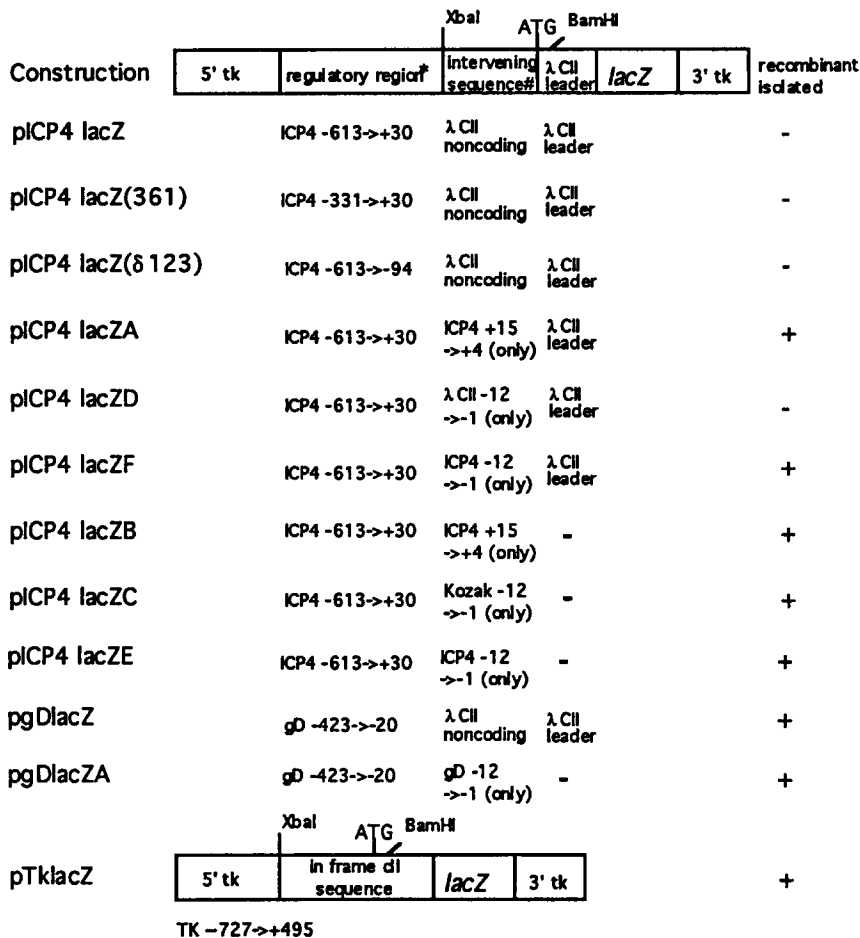 XbaI
ATG BamHI
Construction 5' tk regulatory region* intervening sequence# λ CII leader lacZ 3' tk recombinant isolated
pICP4 lacZ ICP4 -613->+30 λ CII noncoding λ CII leader -
pICP4 lacZ(361) ICP4 -331->+30 λ CII noncoding λ CII leader -
pICP4 lacZ(δ123) ICP4 -613->-94 λ CII noncoding λ CII leader -
pICP4 lacZA ICP4 -613->+30 ICP4 +15 ->+4 (only) λ CII leader +
pICP4 lacZD ICP4 -613->+30 λ CII -12 ->-1 (only) λ CII leader -
pICP4 lacZF ICP4 -613->+30 ICP4 -12 ->-1 (only) λ CII leader +
pICP4 lacZB ICP4 -613->+30 ICP4 +15 ->+4 (only) - +
pICP4 lacZC ICP4 -613->+30 Kozak -12 ->-1 (only) - +
pICP4 lacZE ICP4 -613->+30 ICP4 -12 ->-1 (only) - +
pgDlacZ gD -423->-20 λ CII noncoding λ CII leader +
pgDlacZA gD -423->-20 gD -12 ->-1 (only) - +
XbaI
ATG BamHI
pTklacZ 5' tk in frame cII sequence lacZ 3' tk +
TK -727->+495